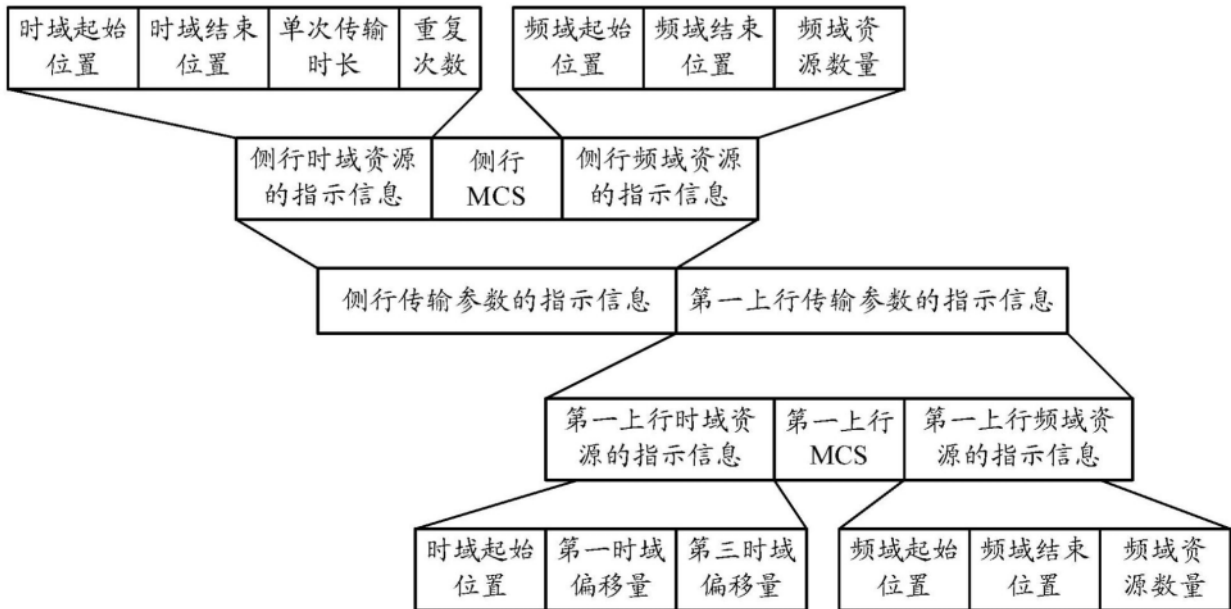 时域起始
位置
时域结束
位置
单次传输
时长
重复
次数
频域起始
位置
频域结束
位置
频域资
源数量
侧行时域资源
的指示信息
侧行
MCS
侧行频域资源
的指示信息
侧行传输参数的指示信息
第一上行传输参数的指示信息
第一上行时域资
源的指示信息
第一上行
MCS
第一上行频域资
源的指示信息
时域起始
位置
第一时域
偏移量
第三时域
偏移量
频域起始
位置
频域结束
位置
频域资
源数量